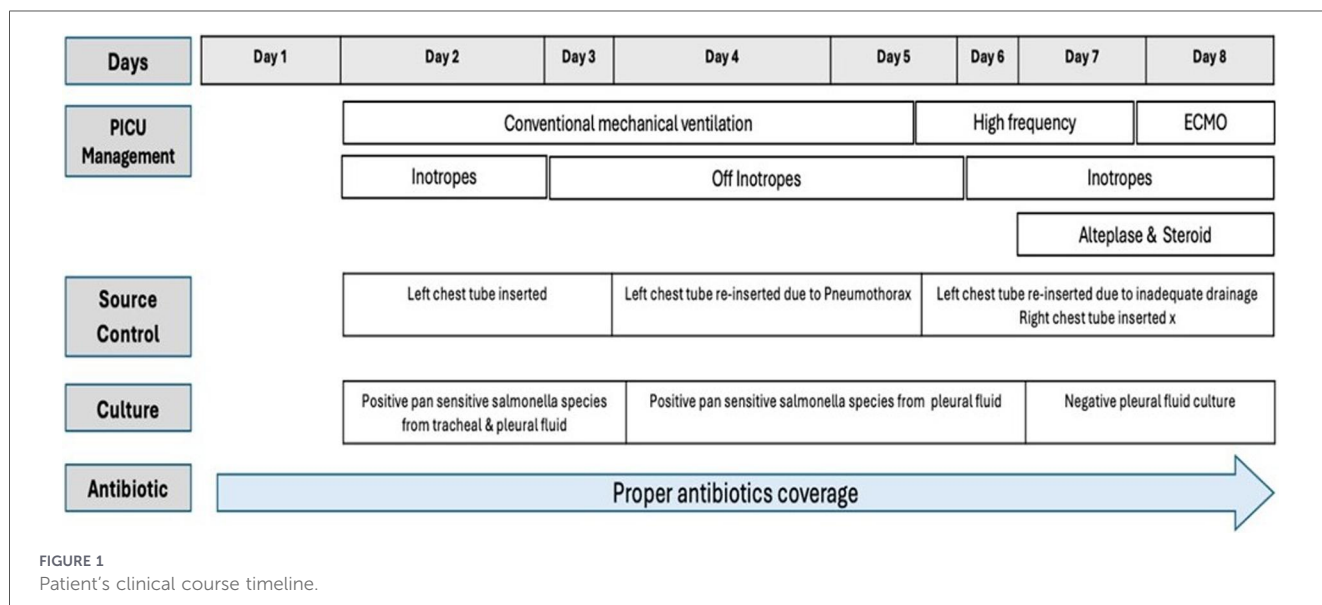 Days
Day 1
Day 2
Day 3
Day 4
Day 5
Day 6
Day 7
Day 8
PICU
Management
Conventional mechanical ventilation
High frequency
ECMO
Inotropes
Off Inotropes
Inotropes
Alteplase & Steroid
Source
Control
Left chest tube inserted
Left chest tube re-inserted due to Pneumothorax
Left chest tube re-inserted due to inadequate drainage
Right chest tube inserted x
Culture
Positive pan sensitive salmonella species
from tracheal & pleural fluid
Positive pan sensitive salmonella species from pleural fluid
Negative pleural fluid culture
Antibiotic
Proper antibiotics coverage
FIGURE 1
Patient's clinical course timeline.